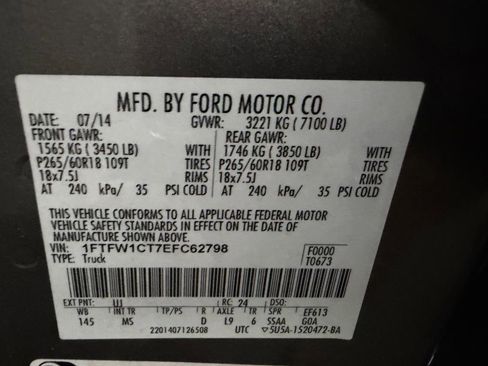 MFD. BY FORD MOTOR CO.
DATE: 07/14 GVWR: 3221 KG ( 7100 LB)
FRONT GAWR: REAR GAWR:
1565 KG ( 3450 LB) WITH 1746 KG ( 3850 LB) WITH
P265/60R18 109T TIRES P265/60R18 109T TIRES
18x7.5J RIMS 18x7.5J RIMS
AT 240 kPa/ 35 PSI COLD AT 240 kPa/ 35 PSI COLD
THIS VEHICLE CONFORMS TO ALL APPLICABLE FEDERAL MOTOR
VEHICLE SAFETY STANDARDS IN EFFECT ON THE DATE OF
MANUFACTURE SHOWN ABOVE.
VIN: 1FTFW1CT7EFC62798 F0000
TYPE: Truck T0673
EXT PNT: UJ RC: 24 DSO:
WB INT TR TP/PS R AXLE TR SPR EF613
145 MS D L9 6 SSAA GOA
2201407126508 UTC ▽5U5A-1520472-BA